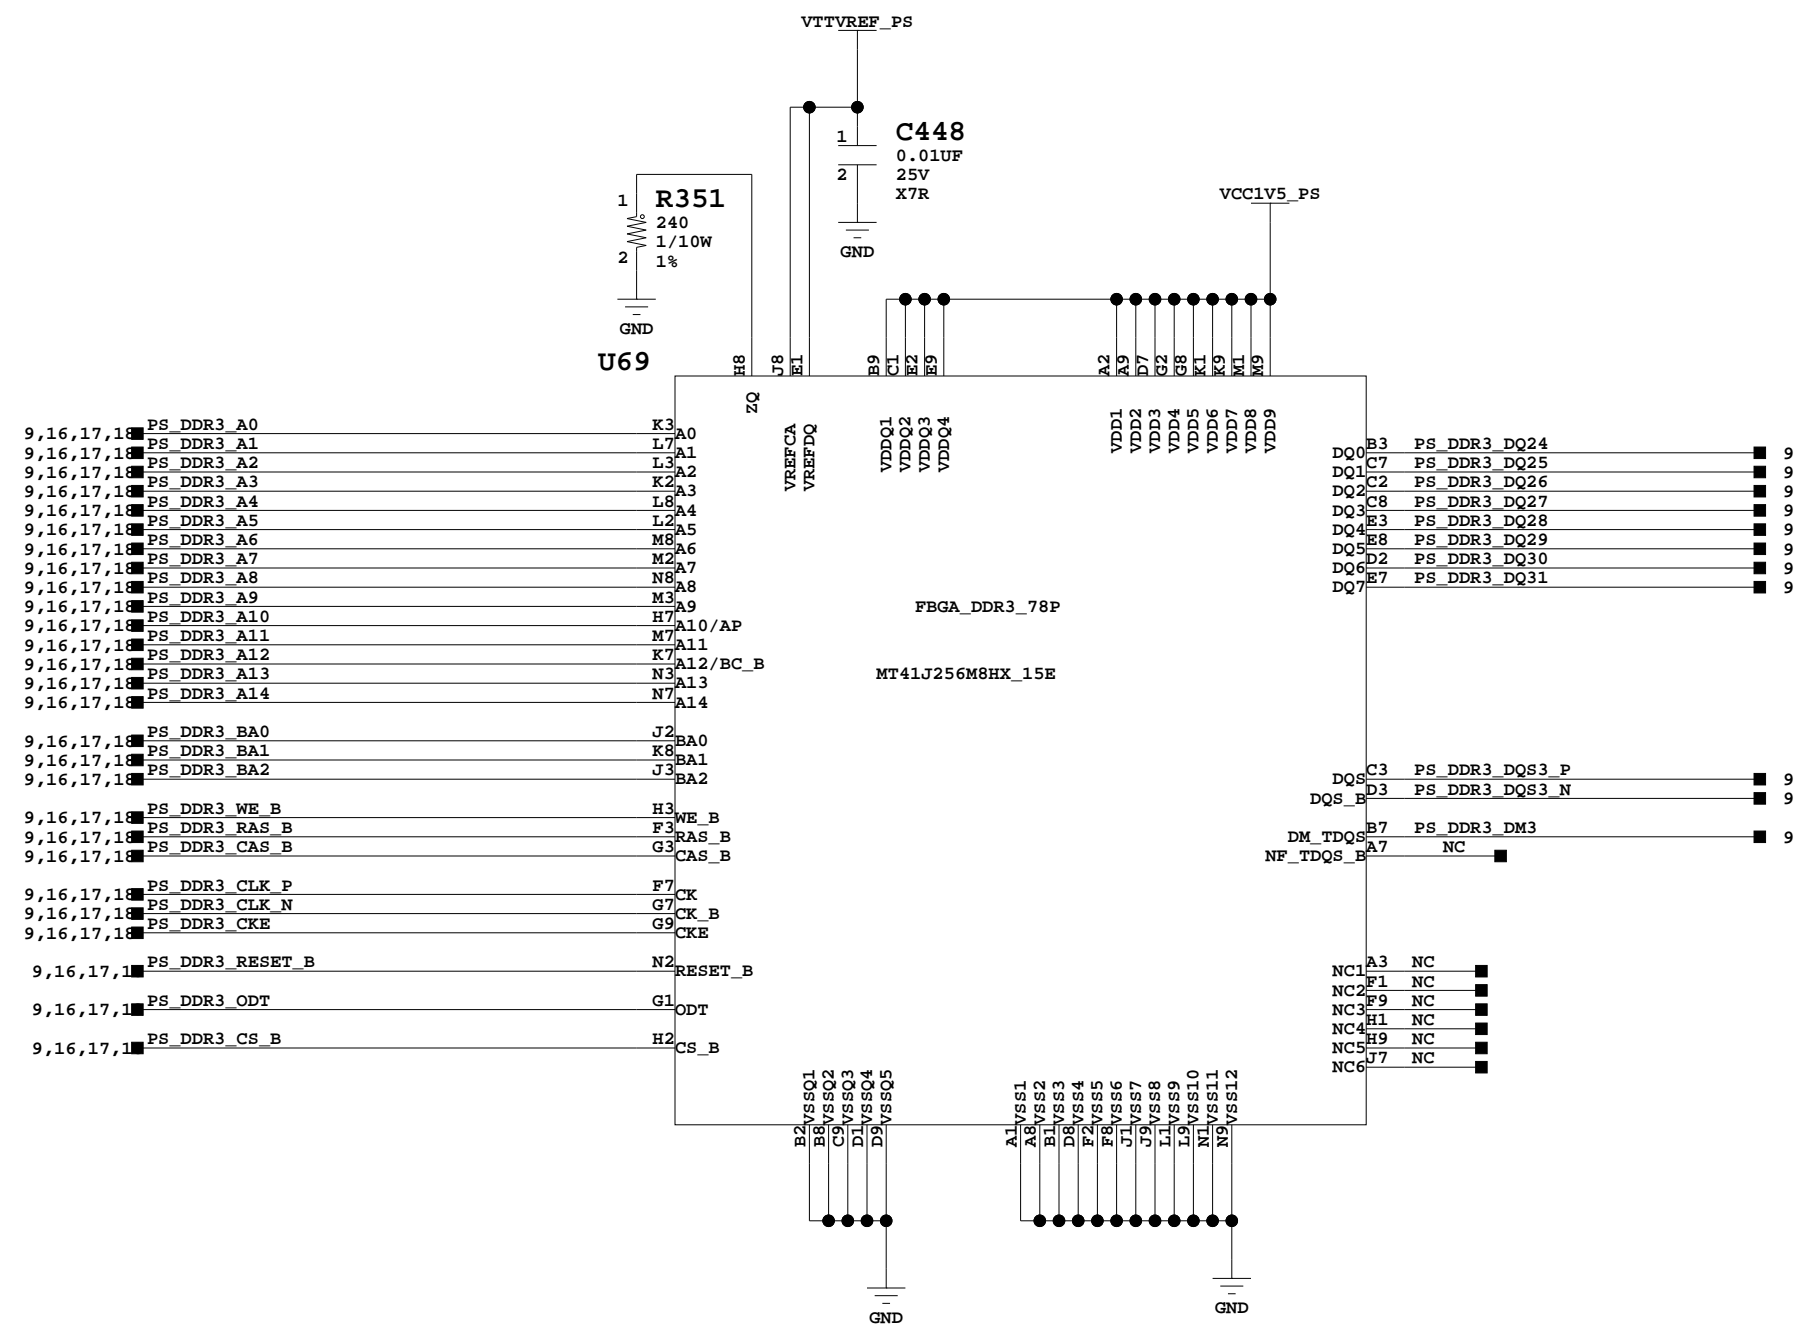 VTTVREF_PS
1 C448
0.01UF
2 25V
X7R
GND
VCC1V5_PS
1 R351
240
1/10W
2 1%
GND
U69
H8 J8 E1 B9 C1 E2 E9 A2 A9 D7 G2 G8 K1 K9 M1 M9
ZQ VREFCA VREFDQ VDDQ1 VDDQ2 VDDQ3 VDDQ4 VDD1 VDD2 VDD3 VDD4 VDD5 VDD6 VDD7 VDD8 VDD9
9,16,17,18 PS_DDR3_A0 K3 A0
9,16,17,18 PS_DDR3_A1 L7 A1
9,16,17,18 PS_DDR3_A2 L3 A2
9,16,17,18 PS_DDR3_A3 K2 A3
9,16,17,18 PS_DDR3_A4 L8 A4
9,16,17,18 PS_DDR3_A5 L2 A5
9,16,17,18 PS_DDR3_A6 M8 A6
9,16,17,18 PS_DDR3_A7 M2 A7
9,16,17,18 PS_DDR3_A8 N8 A8
9,16,17,18 PS_DDR3_A9 M3 A9
9,16,17,18 PS_DDR3_A10 H7 A10/AP
9,16,17,18 PS_DDR3_A11 M7 A11
9,16,17,18 PS_DDR3_A12 K7 A12/BC_B
9,16,17,18 PS_DDR3_A13 N3 A13
9,16,17,18 PS_DDR3_A14 N7 A14
9,16,17,18 PS_DDR3_BA0 J2 BA0
9,16,17,18 PS_DDR3_BA1 K8 BA1
9,16,17,18 PS_DDR3_BA2 J3 BA2
9,16,17,18 PS_DDR3_WE_B H3 WE_B
9,16,17,18 PS_DDR3_RAS_B F3 RAS_B
9,16,17,18 PS_DDR3_CAS_B G3 CAS_B
9,16,17,18 PS_DDR3_CLK_P F7 CK
9,16,17,18 PS_DDR3_CLK_N G7 CK_B
9,16,17,18 PS_DDR3_CKE G9 CKE
9,16,17,1 PS_DDR3_RESET_B N2 RESET_B
9,16,17,1 PS_DDR3_ODT G1 ODT
9,16,17,1 PS_DDR3_CS_B H2 CS_B
FBGA_DDR3_78P
MT41J256M8HX_15E
DQ0 B3 PS_DDR3_DQ24 9
DQ1 C7 PS_DDR3_DQ25 9
DQ2 C2 PS_DDR3_DQ26 9
DQ3 C8 PS_DDR3_DQ27 9
DQ4 E3 PS_DDR3_DQ28 9
DQ5 E8 PS_DDR3_DQ29 9
DQ6 D2 PS_DDR3_DQ30 9
DQ7 E7 PS_DDR3_DQ31 9
DQS C3 PS_DDR3_DQS3_P 9
DQS_B D3 PS_DDR3_DQS3_N 9
DM_TDQS B7 PS_DDR3_DM3 9
NF_TDQS_B A7 NC
NC1 A3 NC
NC2 F1 NC
NC3 F9 NC
NC4 H1 NC
NC5 H9 NC
NC6 J7 NC
VSSQ1 VSSQ2 VSSQ3 VSSQ4 VSSQ5 VSS1 VSS2 VSS3 VSS4 VSS5 VSS6 VSS7 VSS8 VSS9 VSS10 VSS11 VSS12
B2 B8 C9 D1 D9 A1 A8 B1 D8 F2 F8 J1 J9 L1 L9 N1 N9
GND
GND